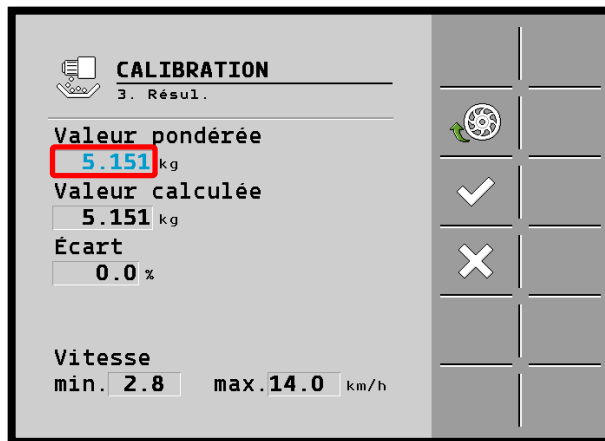 CALIBRATION
3. Résul.
Valeur pondérée
5.151 kg
Valeur calculée
5.151 kg
Écart
0.0 %
Vitesse
min. 2.8 max. 14.0 km/h